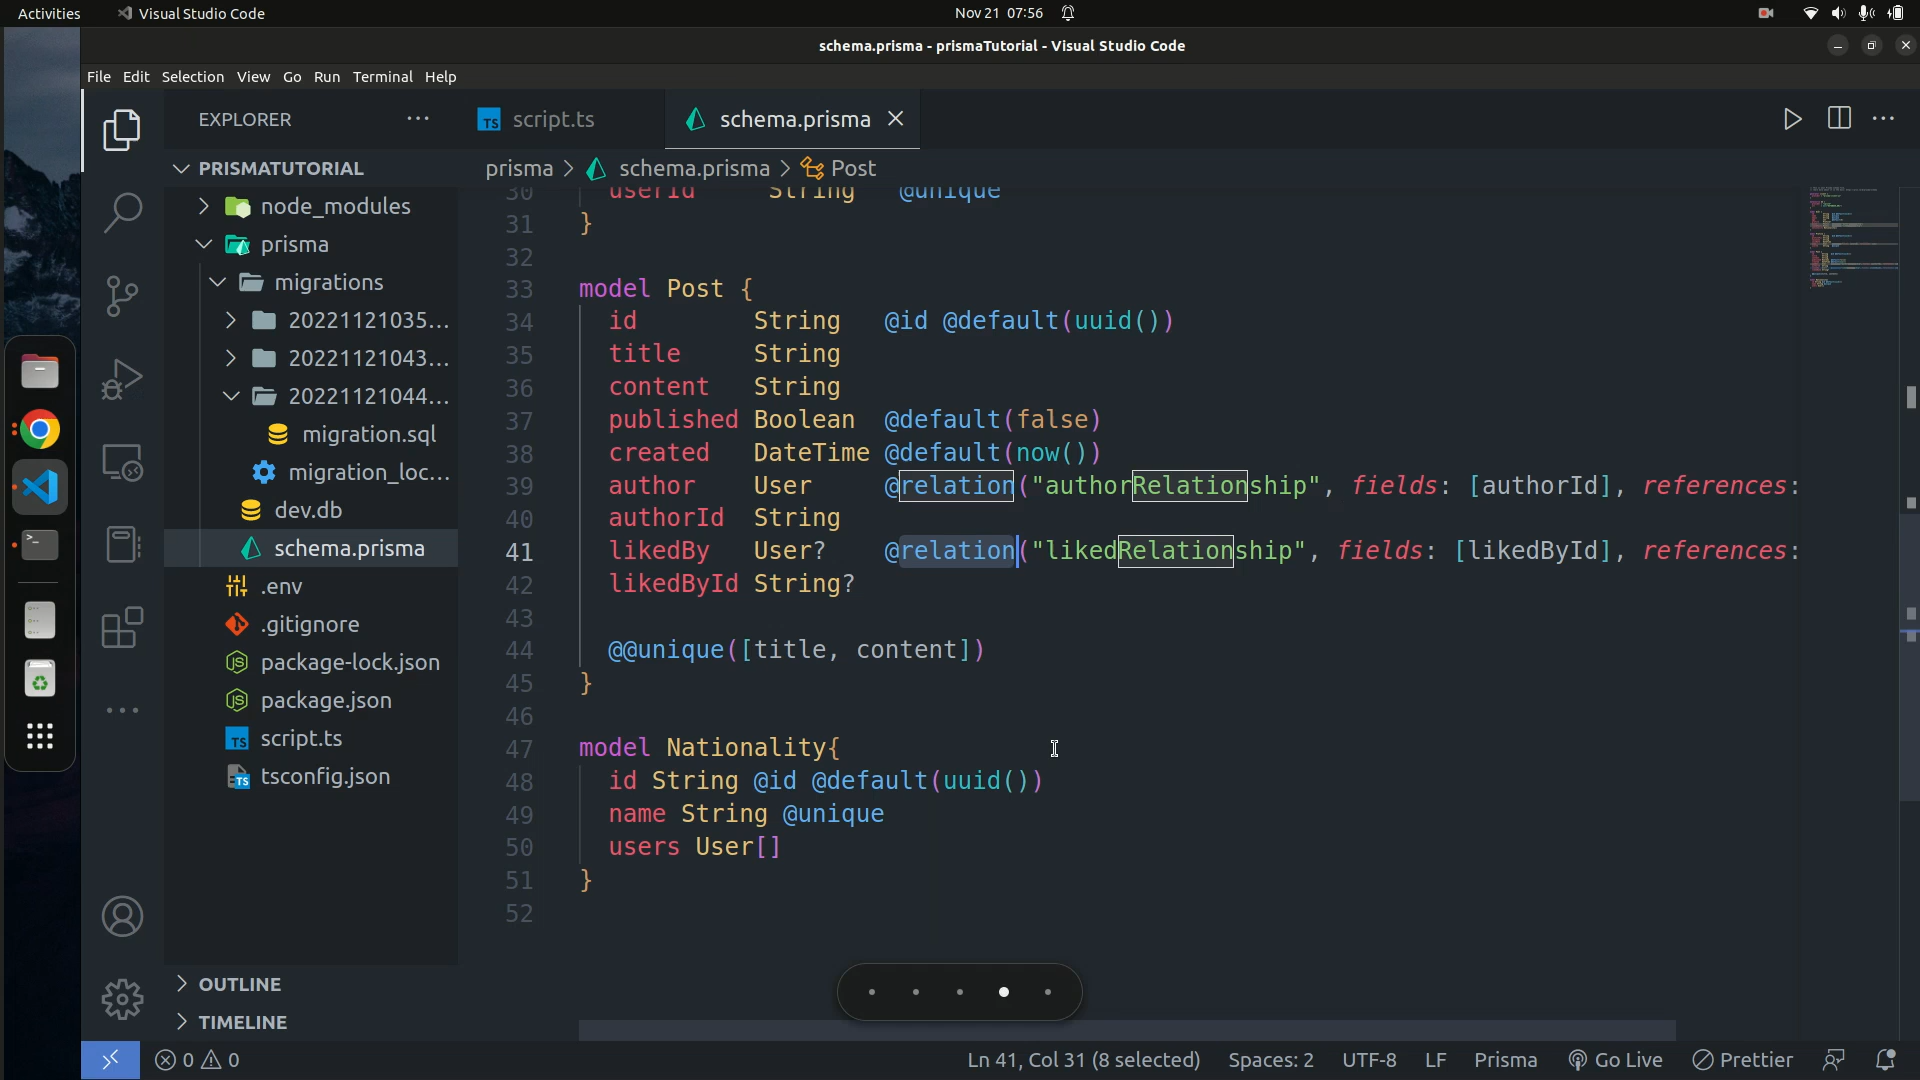 Activities Visual Studio Code Nov 21 07:56
schema.prisma - prismaTutorial - Visual Studio Code
File Edit Selection View Go Run Terminal Help
EXPLORER ··· script.ts schema.prisma
PRISMATUTORIAL prisma > schema.prisma > Post
node_modules
prisma
migrations
20221121035...
20221121043...
20221121044...
migration.sql
migration_loc...
dev.db
schema.prisma
.env
.gitignore
package-lock.json
package.json
script.ts
tsconfig.json
OUTLINE
TIMELINE
30 userId String @unique
31 }
32
33 model Post {
34 id String @id @default(uuid())
35 title String
36 content String
37 published Boolean @default(false)
38 created DateTime @default(now())
39 author User @relation("authorRelationship", fields: [authorId], references:
40 authorId String
41 likedBy User? @relation("likedRelationship", fields: [likedById], references:
42 likedById String?
43
44 @@unique([title, content])
45 }
46
47 model Nationality{
48 id String @id @default(uuid())
49 name String @unique
50 users User[]
51 }
52
0 0 Ln 41, Col 31 (8 selected) Spaces: 2 UTF-8 LF Prisma Go Live Prettier